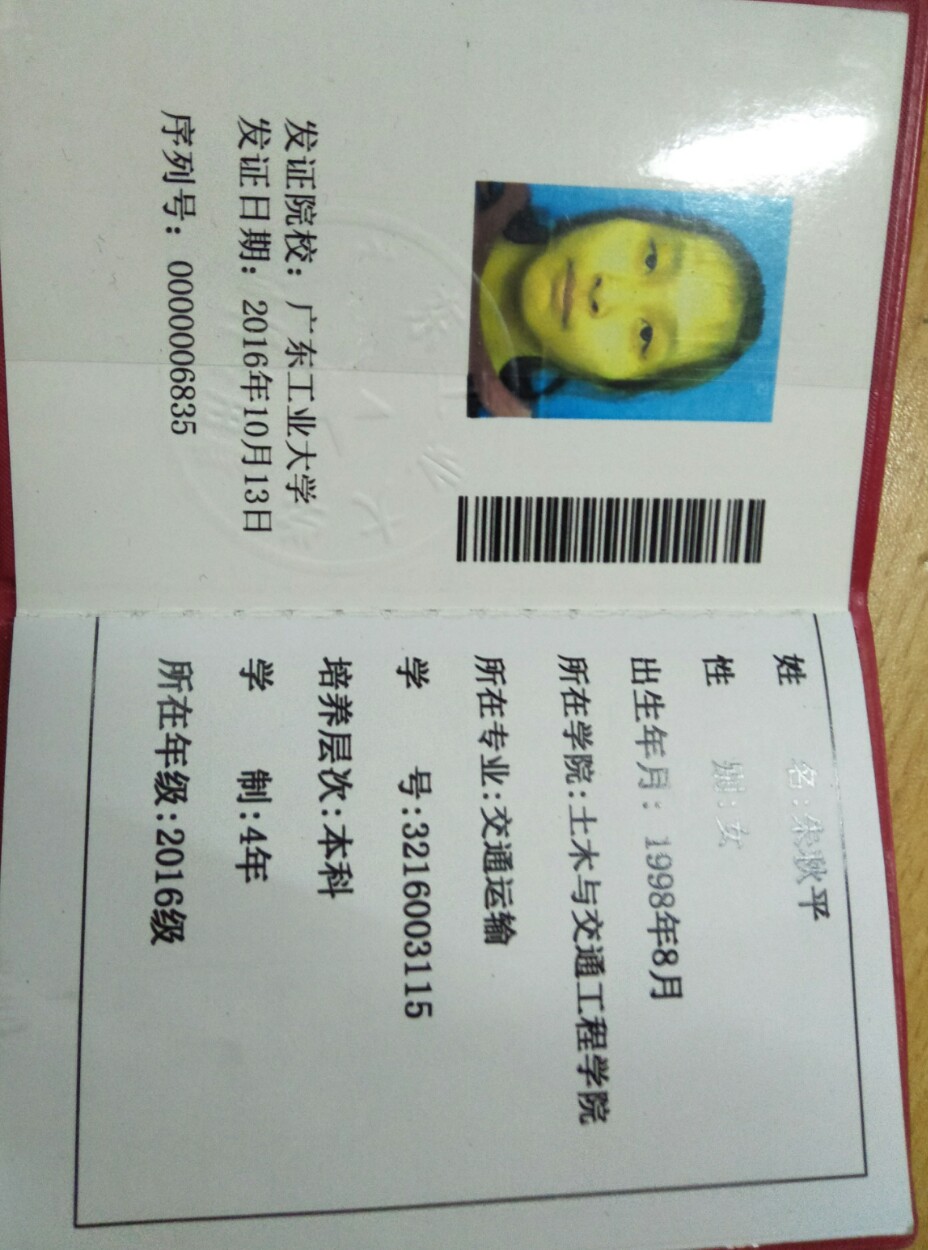 发证院校：广东工业大学
发证日期：2016年10月13日
序列号：0000006835
姓 名:朱秋平
性 别:女
出生年月：1998年8月
所在学院:土木与交通工程学院
所在专业:交通运输
学 号:3216003115
培养层次:本科
学 制:4年
所在年级:2016级